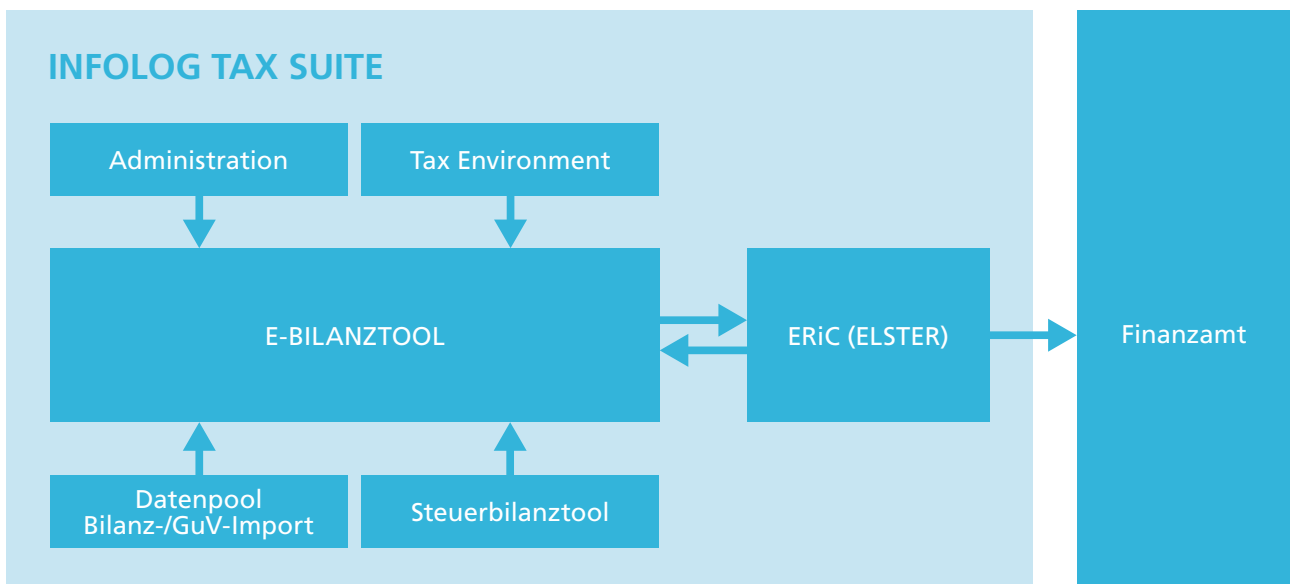 INFOLOG TAX SUITE
Administration
Tax Environment
E-BILANZTOOL
ERiC (ELSTER)
Finanzamt
Datenpool
Bilanz-/GuV-Import
Steuerbilanztool